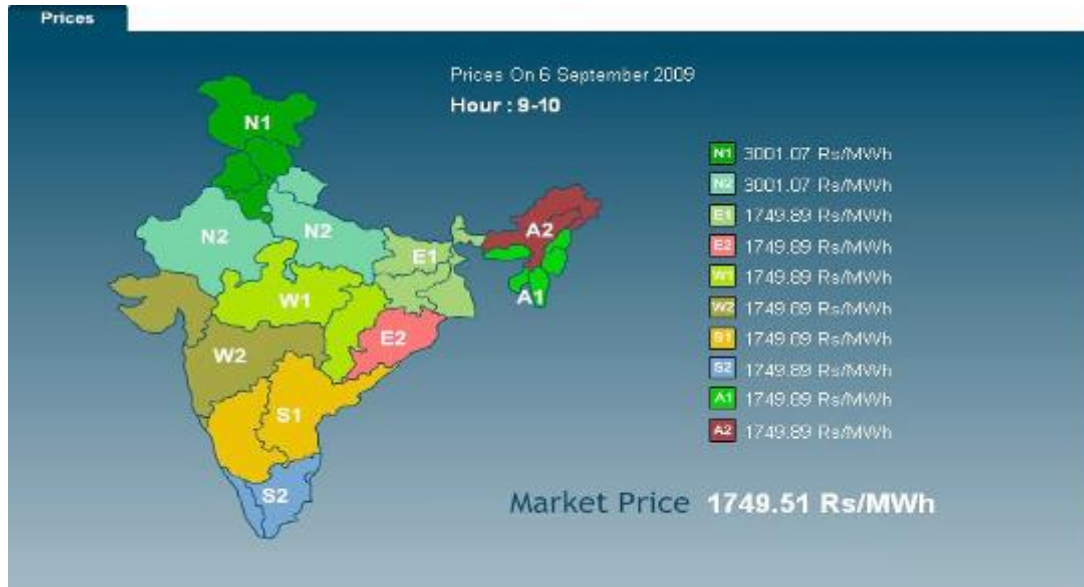 Prices
Prices On 6 September 2009
Hour : 9-10
N1
N2
N2
E1
A2
A1
W1
W2
E2
S1
S2
N1 3001.07 Rs/MWh
N2 3001.07 Rs/MWh
E1 1749.89 Rs/MWh
E2 1749.89 Rs/MWh
W1 1749.89 Rs/MWh
W2 1749.89 Rs/MWh
S1 1749.89 Rs/MWh
S2 1749.89 Rs/MWh
A1 1749.89 Rs/MWh
A2 1749.89 Rs/MWh
Market Price 1749.51 Rs/MWh